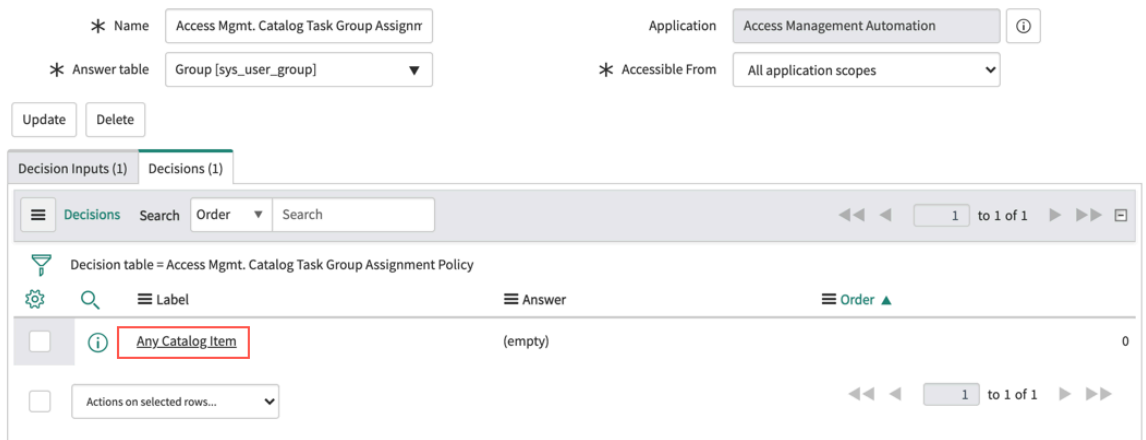 Name Access Mgmt. Catalog Task Group Assignm Application Access Management Automation
Answer table Group [sys_user_group] Accessible From All application scopes
Update Delete
Decision Inputs (1) Decisions (1)
Decisions Search Order Search 1 to 1 of 1
Decision table = Access Mgmt. Catalog Task Group Assignment Policy
Label Answer Order
Any Catalog Item (empty) 0
Actions on selected rows... 1 to 1 of 1